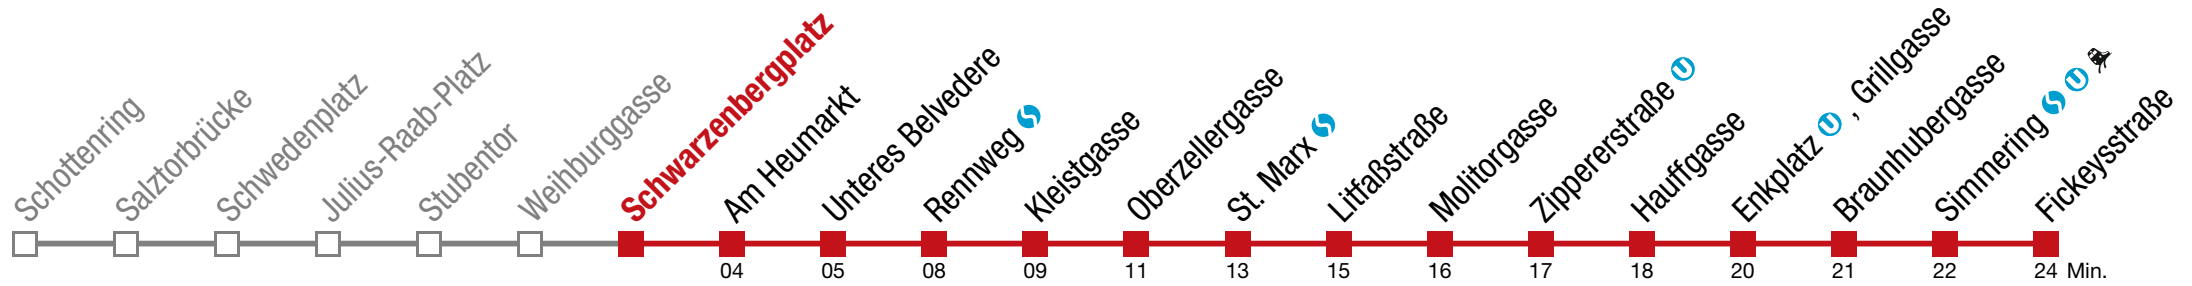 Schottenring
Salztorbrücke
Schwedenplatz
Julius-Raab-Platz
Stubentor
Weihburggasse
Schwarzenbergplatz
Am Heumarkt
Unteres Belvedere
Rennweg S
Kleistgasse
Oberzellergasse
St. Marx S
Litfaßstraße
Molitorgasse
Zippererstraße U
Hauffgasse
Enkplatz U , Grillgasse
Braunhubergasse
Simmering S U
Fickeysstraße
04 05 08 09 11 13 15 16 17 18 20 21 22 24 Min.